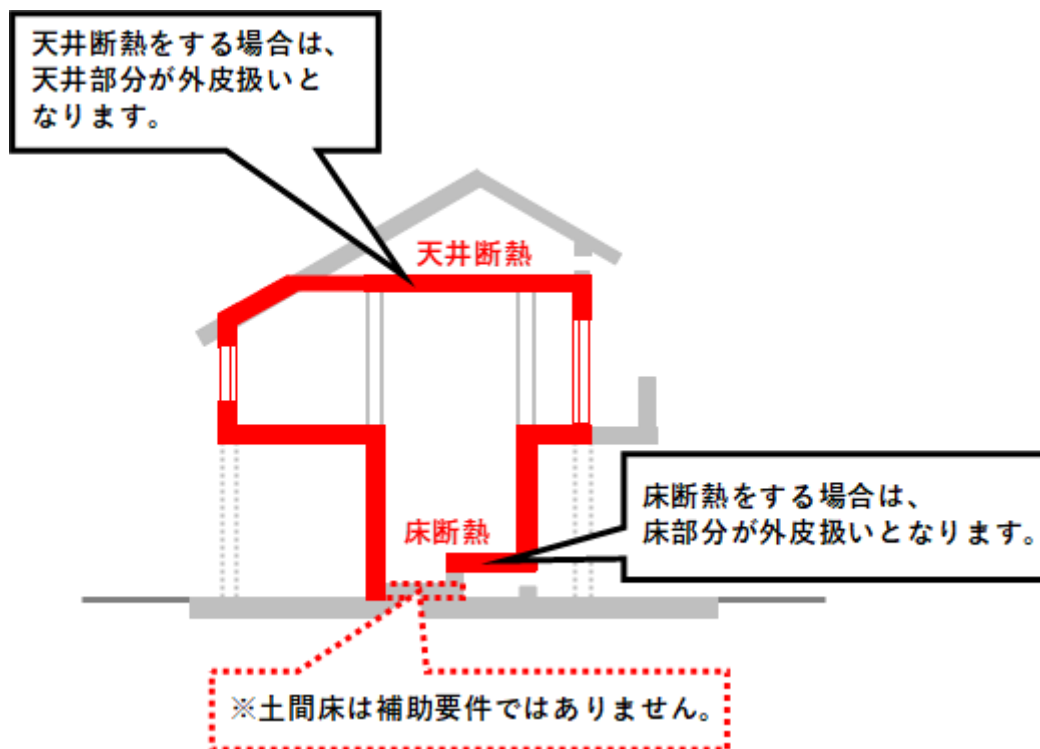 天井断熱をする場合は、
天井部分が外皮扱いと
なります。
天井断熱
床断熱をする場合は、
床部分が外皮扱いとなります。
床断熱
※土間床は補助要件ではありません。